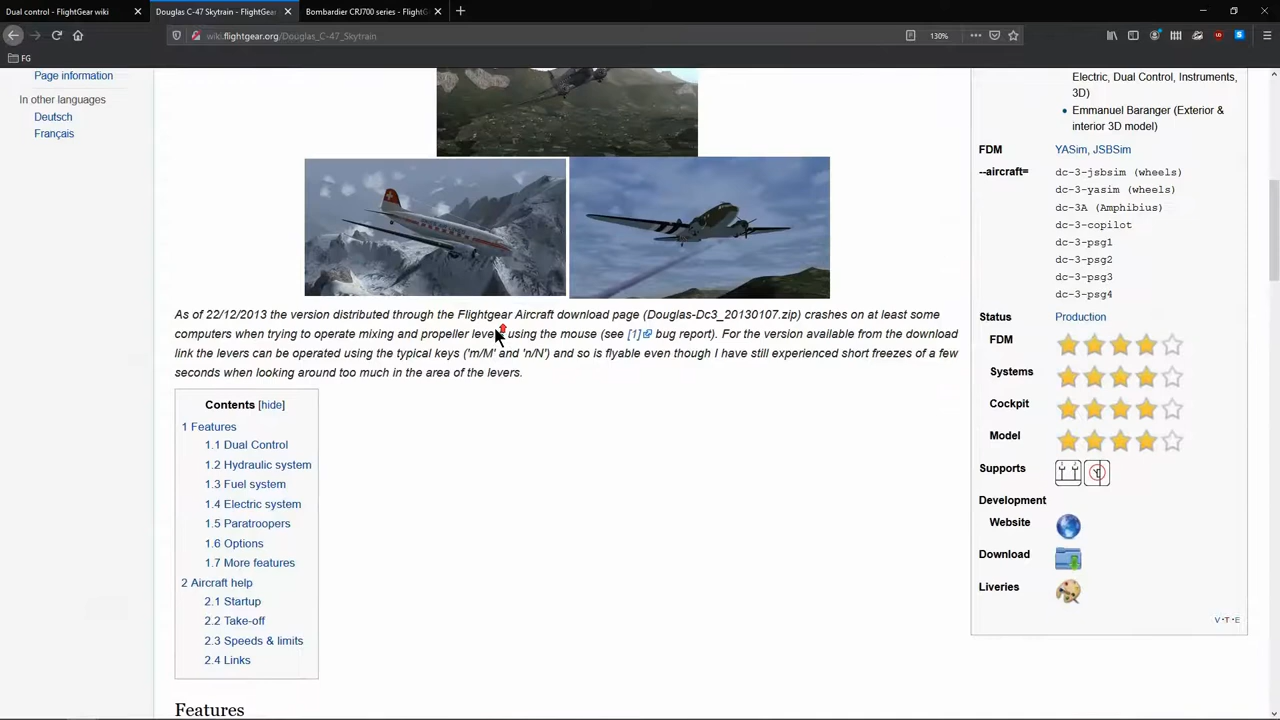 Dual control - FlightGear wiki
Douglas C-47 Skytrain - FlightGea
Bombardier CRJ700 series - FlightG
wiki.flightgear.org/Douglas_C-47_Skytrain
130%
FG
Page information
In other languages
Deutsch
Français
As of 22/12/2013 the version distributed through the Flightgear Aircraft download page (Douglas-Dc3_20130107.zip) crashes on at least some
computers when trying to operate mixing and propeller levers using the mouse (see [1] bug report). For the version available from the download
link the levers can be operated using the typical keys ('m/M' and 'n/N') and so is flyable even though I have still experienced short freezes of a few
seconds when looking around too much in the area of the levers.
Contents [hide]
1 Features
1.1 Dual Control
1.2 Hydraulic system
1.3 Fuel system
1.4 Electric system
1.5 Paratroopers
1.6 Options
1.7 More features
2 Aircraft help
2.1 Startup
2.2 Take-off
2.3 Speeds & limits
2.4 Links
Features
Electric, Dual Control, Instruments,
3D)
Emmanuel Baranger (Exterior &
interior 3D model)
FDM YASim, JSBSim
--aircraft= dc-3-jsbsim (wheels)
dc-3-yasim (wheels)
dc-3A (Amphibius)
dc-3-copilot
dc-3-psg1
dc-3-psg2
dc-3-psg3
dc-3-psg4
Status Production
FDM
Systems
Cockpit
Model
Supports
Development
Website
Download
Liveries
V · T · E